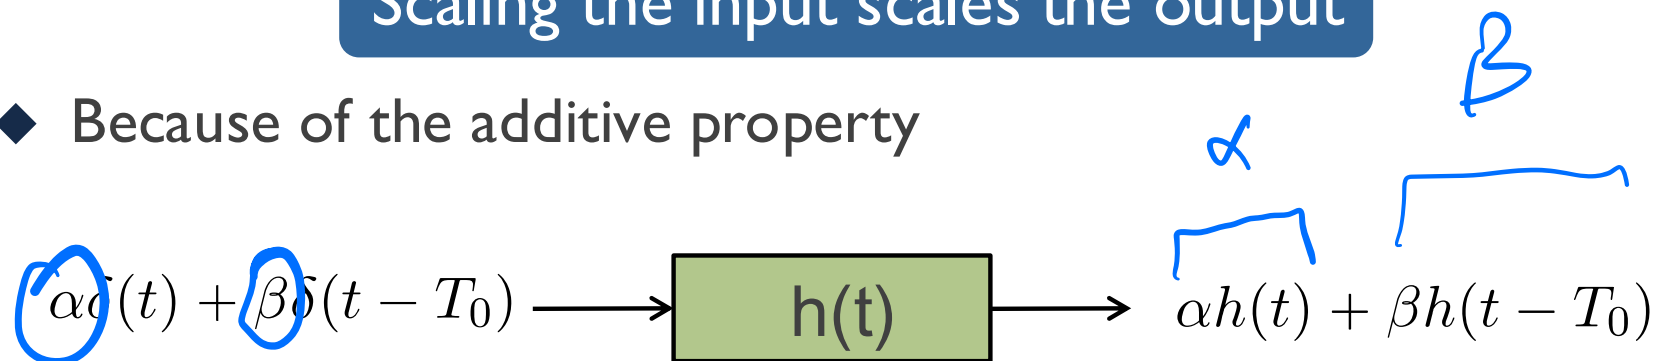 Scaling the input scales the output
β
Because of the additive property
α
αδ(t) + βδ(t − T₀) h(t) αh(t) + βh(t − T₀)